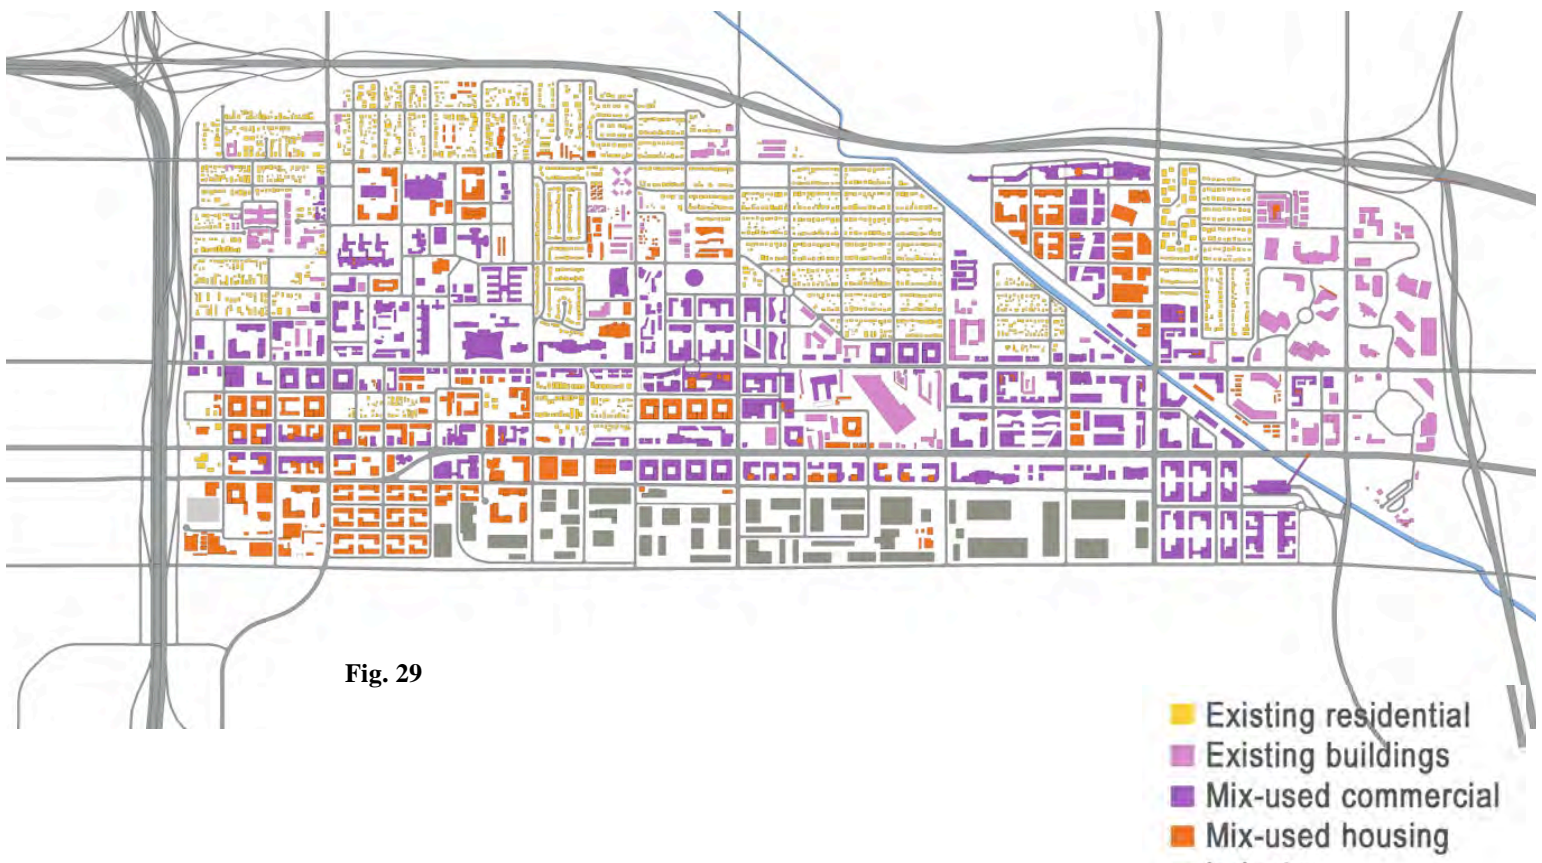 Fig. 29
Existing residential
Existing buildings
Mix-used commercial
Mix-used housing